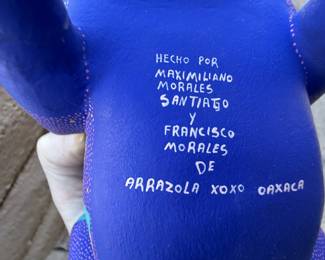 HECHO POR
MAXIMILIANO
MORALES
SANTIAGO
Y
FRANCISCO
MORALES
DE
ARRAZOLA XOXO OAXACA